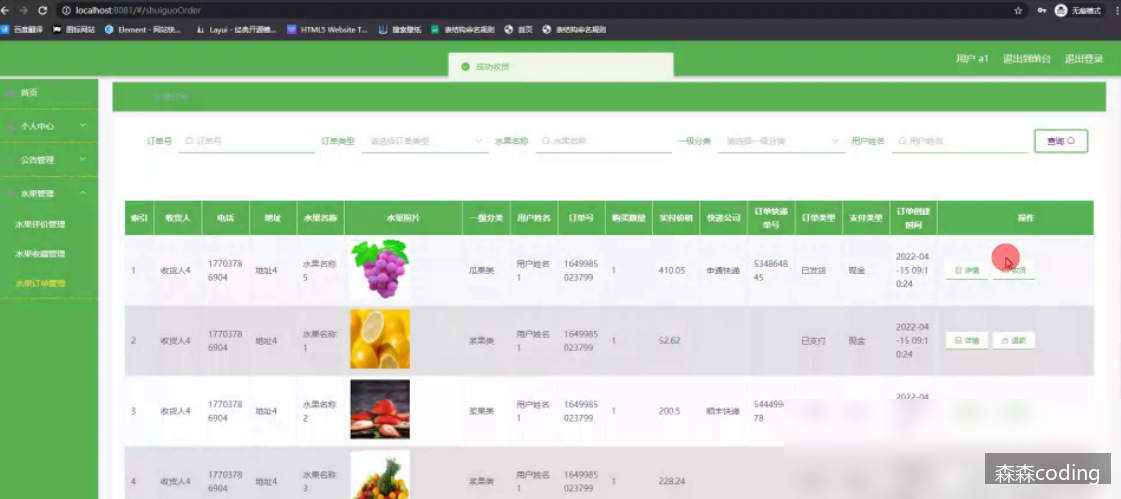 localhost:8081/#/shuiguoOrder
无痕模式
百度翻译 图标网站 Element - 网站快... Layui - 经典开源模... HTML5 Website T... 搜索壁纸 表结构命名规则 首页 表结构命名规则
成功收货
用户 a1 退出到前台 退出登录
首页
个人中心
公告管理
水果管理
水果评价管理
水果收藏管理
水果订单管理
订单号 订单号 订单类型 请选择订单类型 水果名称 水果名称 一级分类 请选择一级分类 用户姓名 用户姓名 查询
索引 收货人 电话 地址 水果名称 水果照片 一级分类 用户姓名 订单号 购买数量 实付价格 快递公司 订单快递单号 订单类型 支付类型 订单创建时间 操作
1 收货人4 17703786904 地址4 水果名称5 瓜果类 用户姓名1 1649985023799 1 410.05 申通快递 53486484 5 已发货 现金 2022-04-15 09:10:24 详情 收货
2 收货人4 17703786904 地址4 水果名称1 浆果类 用户姓名1 1649985023799 1 52.62 已支付 现金 2022-04-15 09:10:24 详情 退款
3 收货人4 17703786904 地址4 水果名称2 浆果类 用户姓名1 1649985023799 1 200.5 顺丰快递 2022-04
4 收货人4 17703786904 地址4 水果名称3 浆果类 用户姓名1 1649985023799 1 228.24
森森coding